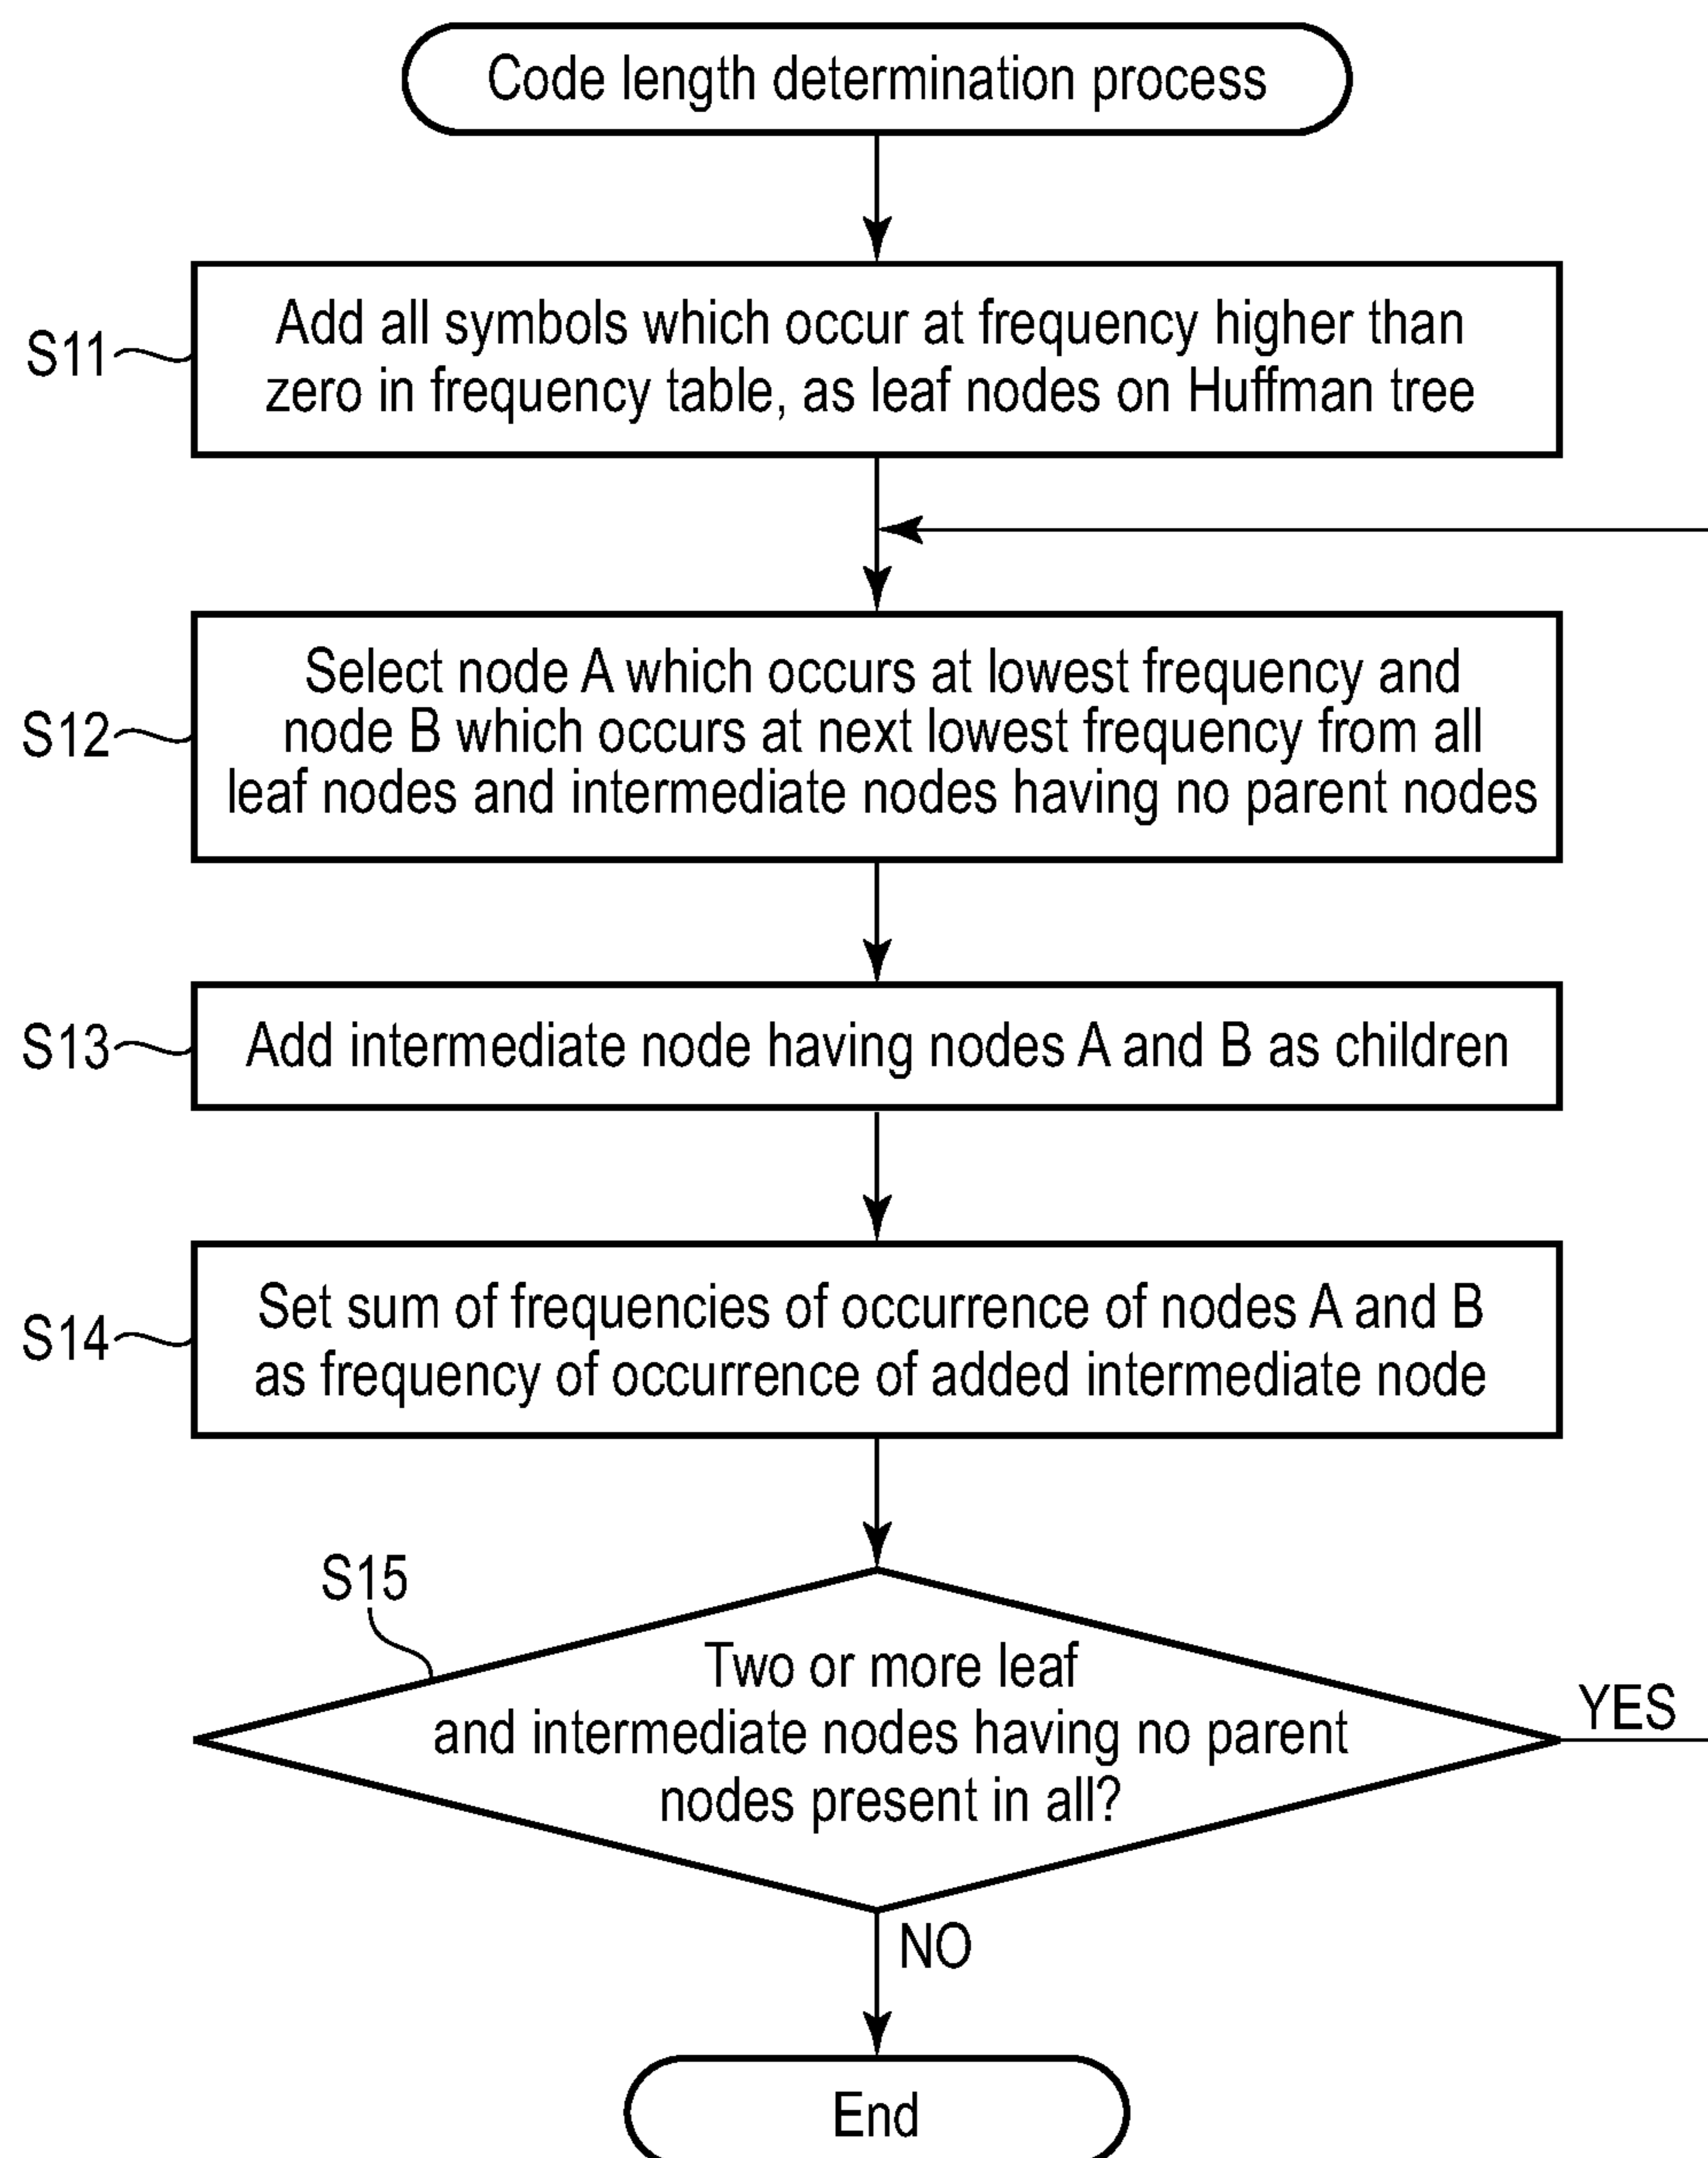 Code length determination process
S11
Add all symbols which occur at frequency higher than
zero in frequency table, as leaf nodes on Huffman tree
S12
Select node A which occurs at lowest frequency and
node B which occurs at next lowest frequency from all
leaf nodes and intermediate nodes having no parent nodes
S13
Add intermediate node having nodes A and B as children
S14
Set sum of frequencies of occurrence of nodes A and B
as frequency of occurrence of added intermediate node
S15
Two or more leaf
and intermediate nodes having no parent
nodes present in all?
YES
NO
End